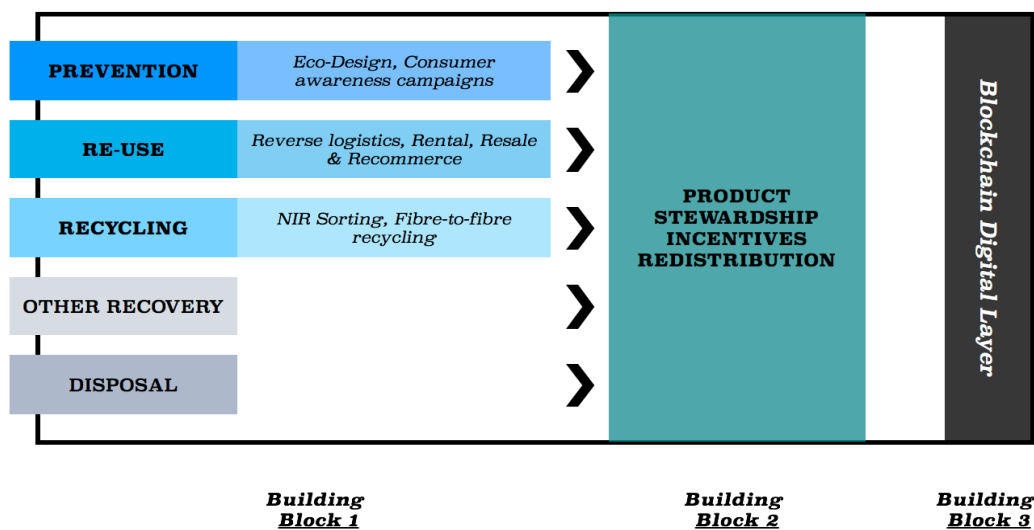 PREVENTION
Eco-Design, Consumer
awareness campaigns
RE-USE
Reverse logistics, Rental, Resale
& Recommerce
RECYCLING
NIR Sorting, Fibre-to-fibre
recycling
OTHER RECOVERY
DISPOSAL
PRODUCT
STEWARDSHIP
INCENTIVES
REDISTRIBUTION
Blockchain Digital Layer
Building
Block 1
Building
Block 2
Building
Block 3